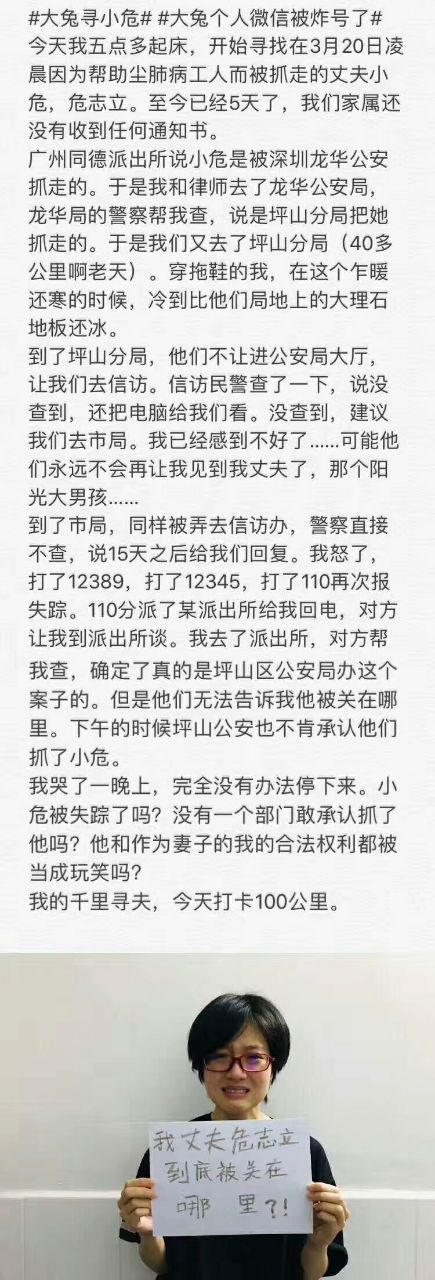 #大兔寻小危# #大兔个人微信被炸号了#
今天我五点多起床，开始寻找在3月20日凌
晨因为帮助尘肺病工人而被抓走的丈夫小
危，危志立。至今已经5天了，我们家属还
没有收到任何通知书。
广州同德派出所说小危是被深圳龙华公安
抓走的。于是我和律师去了龙华公安局，
龙华局的警察帮我查，说是坪山分局把她
抓走的。于是我们又去了坪山分局（40多
公里啊老天）。穿拖鞋的我，在这个乍暖
还寒的时候，冷到比他们局地上的大理石
地板还冰。
到了坪山分局，他们不让进公安局大厅，
让我们去信访。信访民警查了一下，说没
查到，还把电脑给我们看。没查到，建议
我们去市局。我已经感到不好了……可能他
们永远不会再让我见到我丈夫了，那个阳
光大男孩……
到了市局，同样被弄去信访办，警察直接
不查，说15天之后给我们回复。我怒了，
打了12389，打了12345，打了110再次报
失踪。110分派了某派出所给我回电，对方
让我到派出所谈。我去了派出所，对方帮
我查，确定了真的是坪山区公安局办这个
案子的。但是他们无法告诉我他被关在哪
里。下午的时候坪山公安也不肯承认他们
抓了小危。
我哭了一晚上，完全没有办法停下来。小
危被失踪了吗？没有一个部门敢承认抓了
他吗？他和作为妻子的我的合法权利都被
当成玩笑吗？
我的千里寻夫，今天打卡100公里。
我丈夫危志立
到底被关在
哪里？！